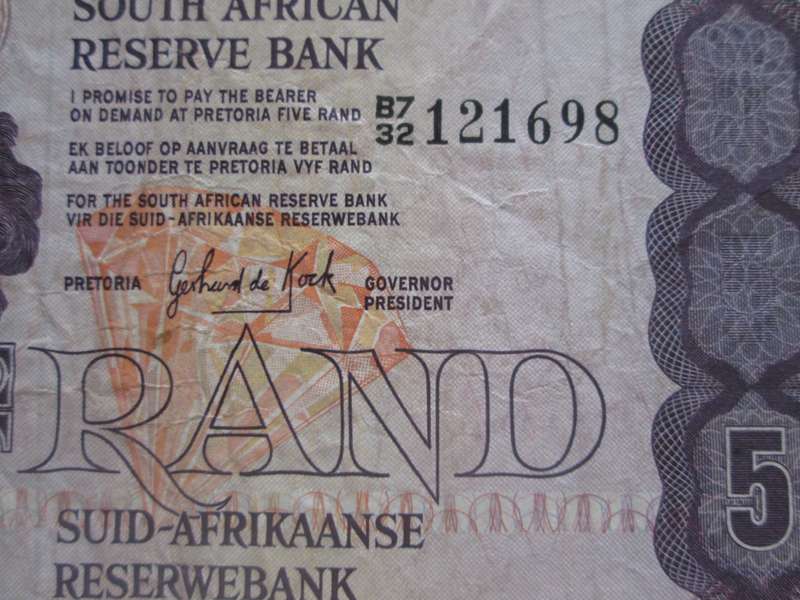 SOUTH AFRICAN
RESERVE BANK
I PROMISE TO PAY THE BEARER
ON DEMAND AT PRETORIA FIVE RAND
B7
32 121698
EK BELOOF OP AANVRAAG TE BETAAL
AAN TOONDER TE PRETORIA VYF RAND
FOR THE SOUTH AFRICAN RESERVE BANK
VIR DIE SUID-AFRIKAANSE RESERWEBANK
PRETORIA Gerhard de Kock GOVERNOR
PRESIDENT
RAND
5
SUID-AFRIKAANSE
RESERWEBANK